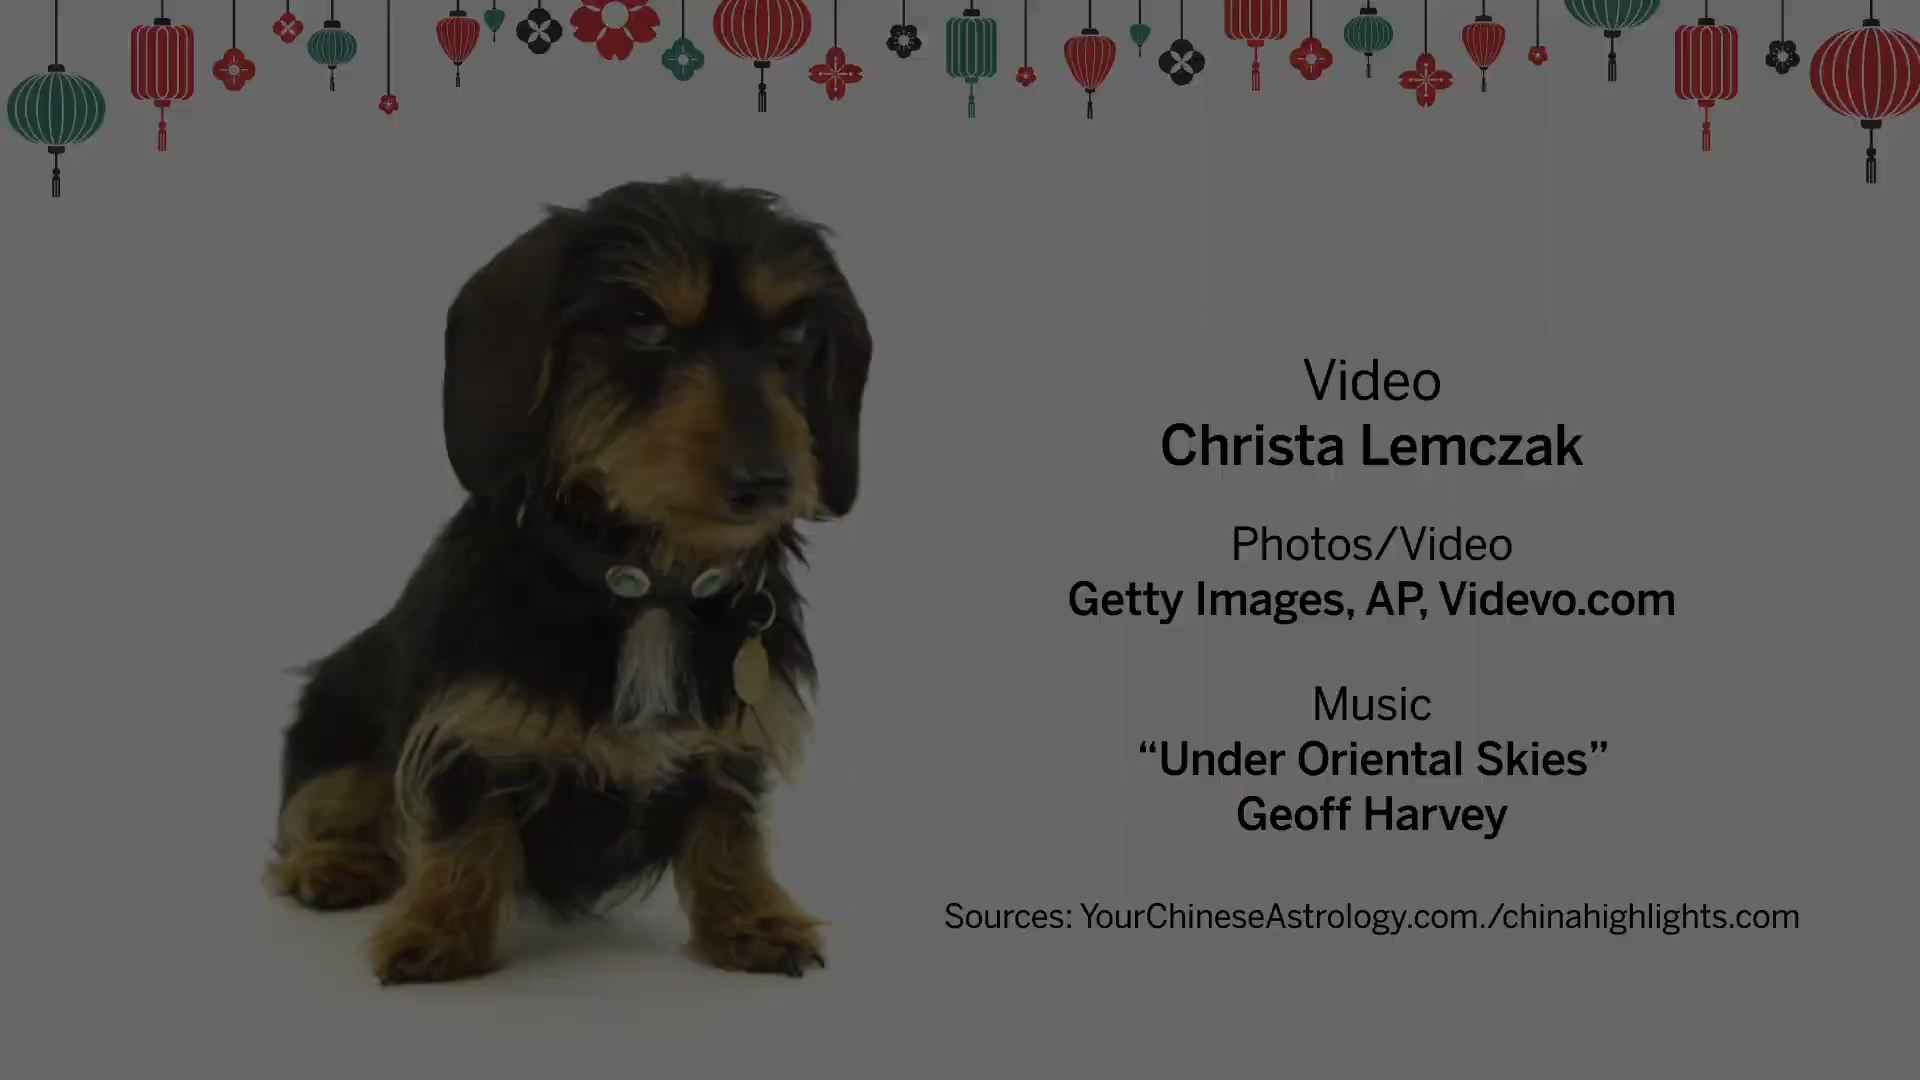 Video
Christa Lemczak
Photos/Video
Getty Images, AP, Videvo.com
Music
“Under Oriental Skies”
Geoff Harvey
Sources: YourChineseAstrology.com./chinahighlights.com